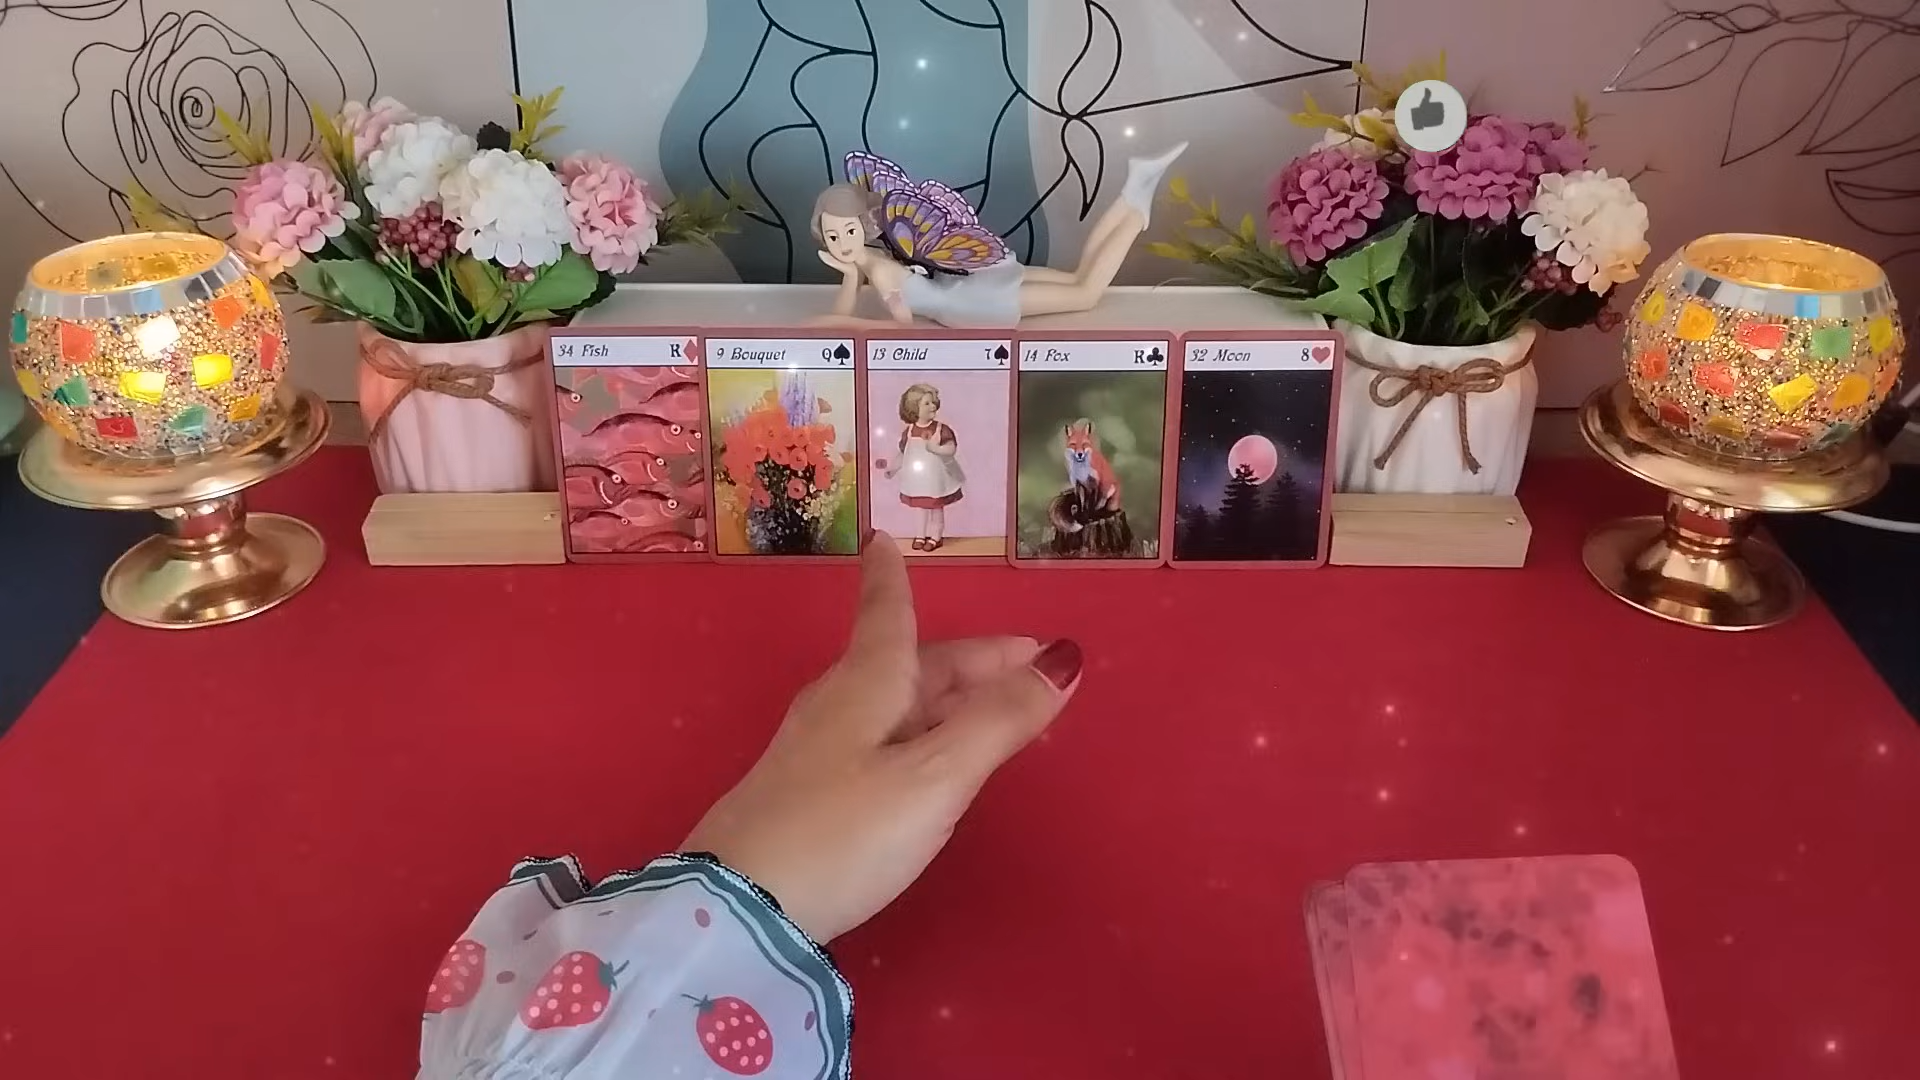 34 Fish K♦
9 Bouquet Q♠
13 Child 7♠
14 Fox K♣
32 Moon 8♥